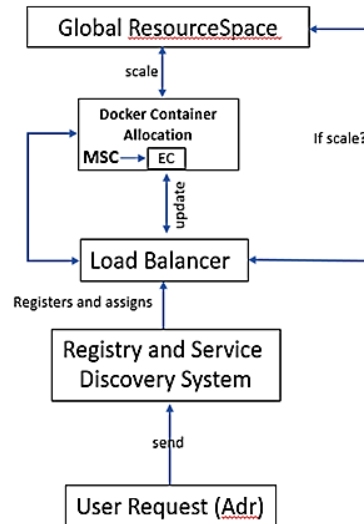 Global ResourceSpace
scale
Docker Container
Allocation
MSC
EC
If scale?
update
Load Balancer
Registers and assigns
Registry and Service
Discovery System
send
User Request (Adr)